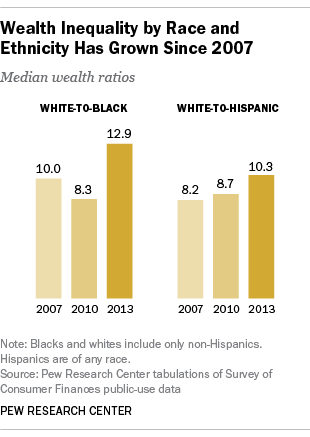 Wealth Inequality by Race and
Ethnicity Has Grown Since 2007
Median wealth ratios
WHITE-TO-BLACK
10.0
8.3
12.9
2007 2010 2013
WHITE-TO-HISPANIC
8.2
8.7
10.3
2007 2010 2013
Note: Blacks and whites include only non-Hispanics.
Hispanics are of any race.
Source: Pew Research Center tabulations of Survey of
Consumer Finances public-use data
PEW RESEARCH CENTER